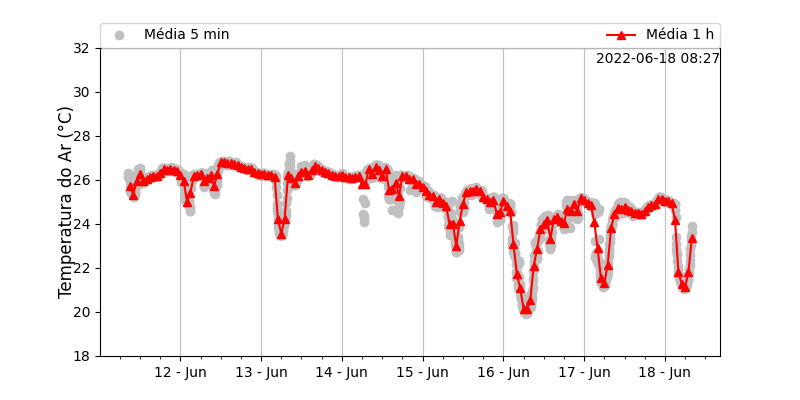 Média 5 min
Média 1 h
2022-06-18 08:27
Temperatura do Ar (°C)
32
30
28
26
24
22
20
18
12 - Jun
13 - Jun
14 - Jun
15 - Jun
16 - Jun
17 - Jun
18 - Jun